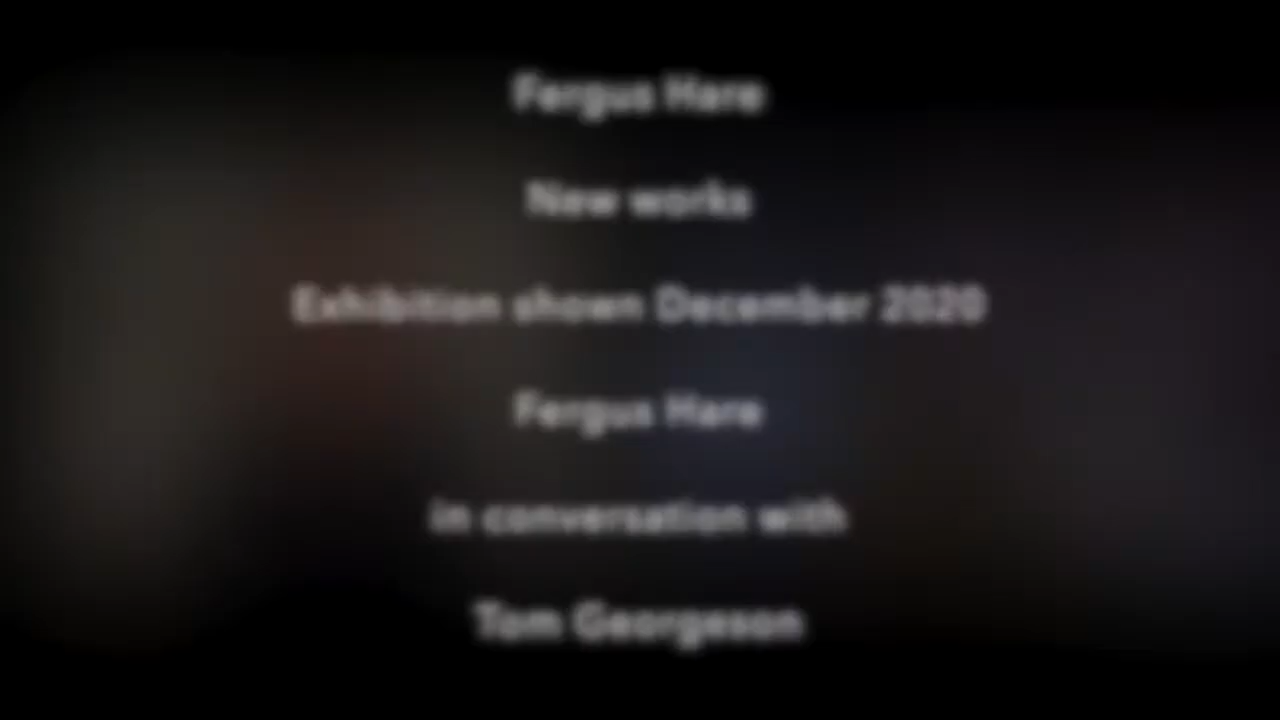 Fergus Hare
New works
Exhibition shown December 2020
Fergus Hare
in conversation with
Tom Georgeson